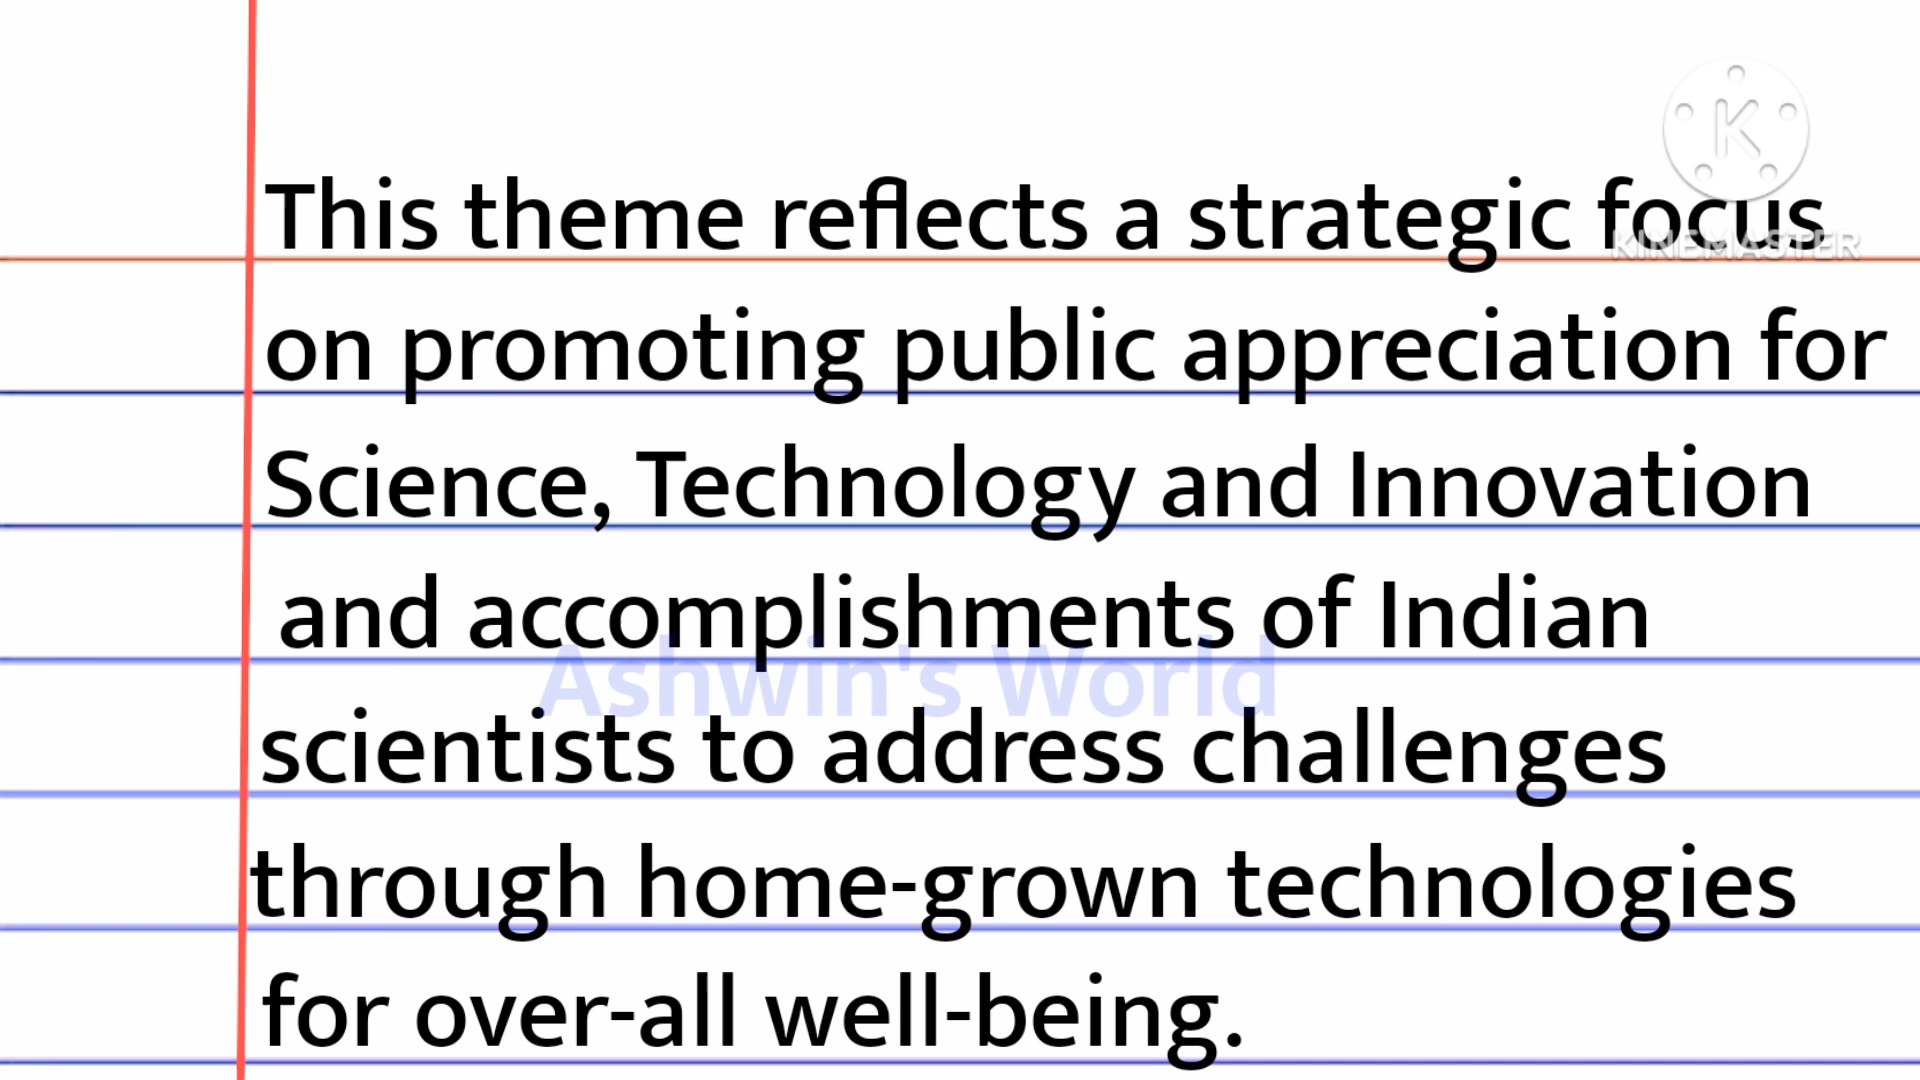 K
KINEMASTER
This theme reflects a strategic focus
on promoting public appreciation for
Science, Technology and Innovation
and accomplishments of Indian
Ashwin's World
scientists to address challenges
through home-grown technologies
for over-all well-being.